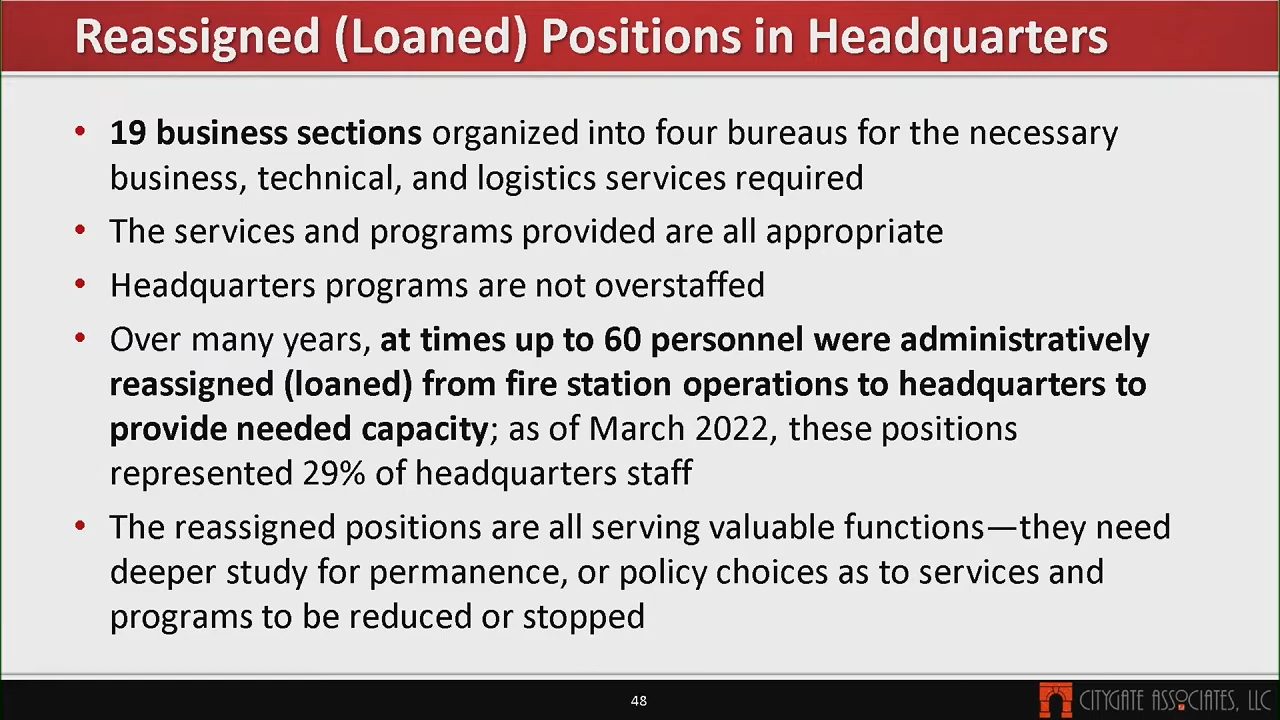 Reassigned (Loaned) Positions in Headquarters
• 19 business sections organized into four bureaus for the necessary
business, technical, and logistics services required
• The services and programs provided are all appropriate
• Headquarters programs are not overstaffed
• Over many years, at times up to 60 personnel were administratively
reassigned (loaned) from fire station operations to headquarters to
provide needed capacity; as of March 2022, these positions
represented 29% of headquarters staff
• The reassigned positions are all serving valuable functions—they need
deeper study for permanence, or policy choices as to services and
programs to be reduced or stopped
48
CITYGATE ASSOCIATES, LLC